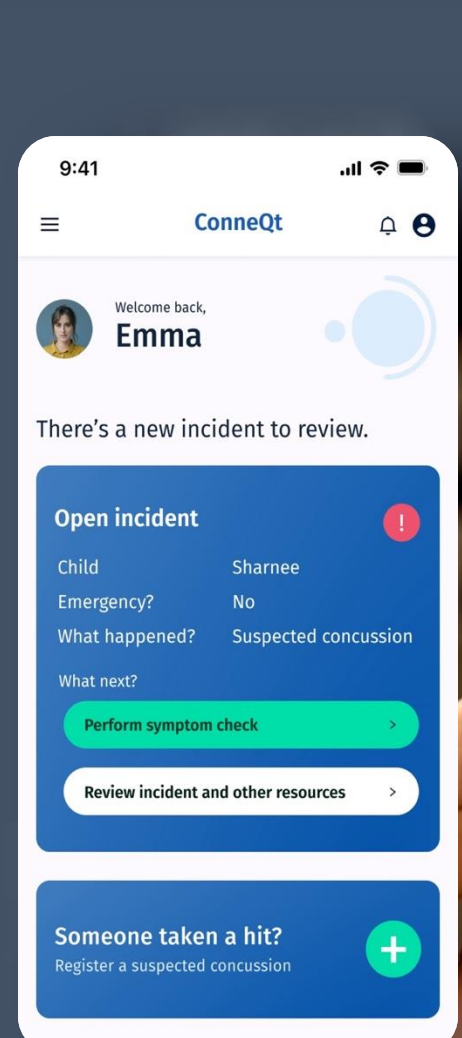 9:41
ConneQt
Welcome back,
Emma
There's a new incident to review.
Open incident
!
Child Sharnee
Emergency? No
What happened? Suspected concussion
What next?
Perform symptom check >
Review incident and other resources >
Someone taken a hit?
Register a suspected concussion